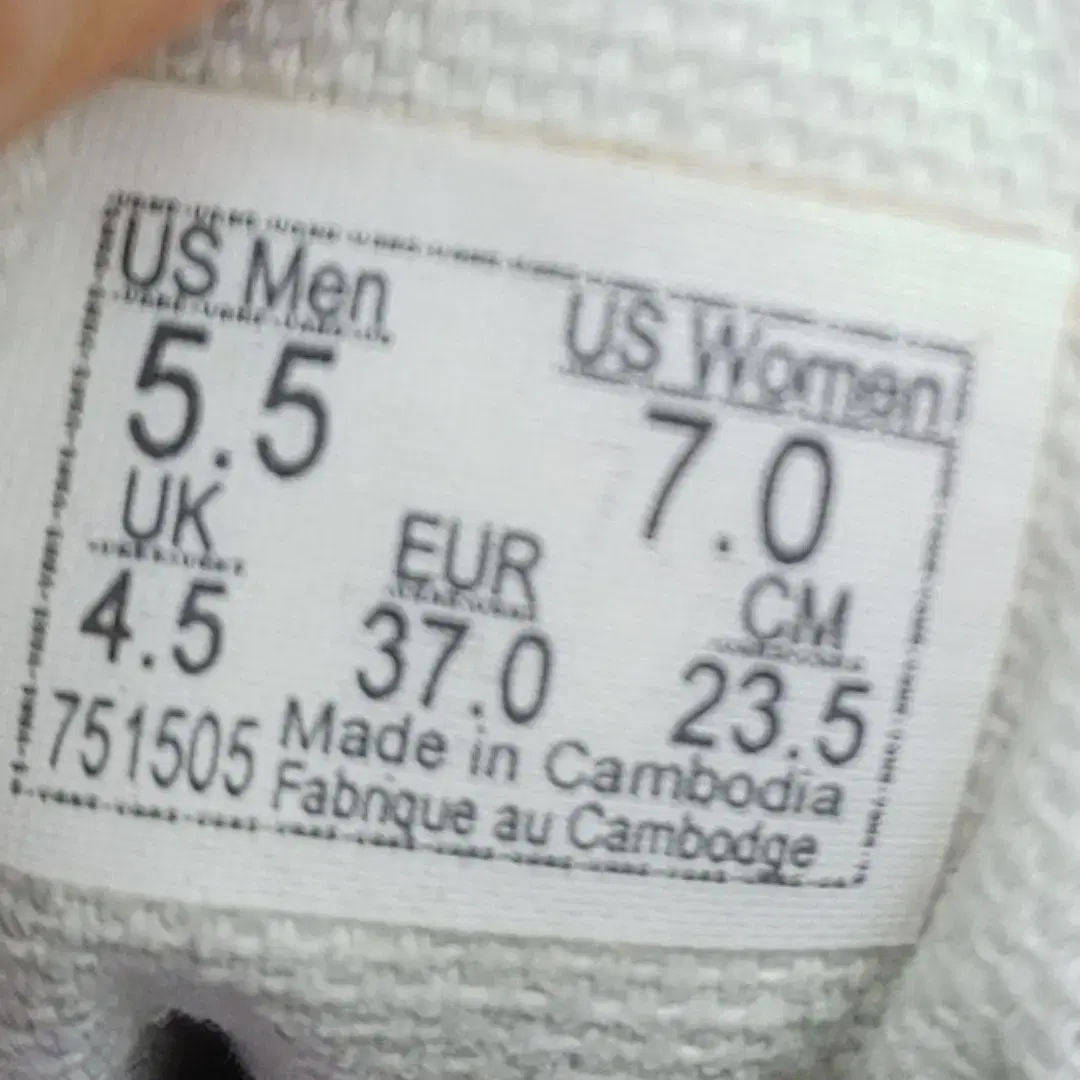 US Men
US Women
5.5
7.0
UK
EUR
CM
4.5
37.0
23.5
751505
Made in Cambodia
Fabrique au Cambodge